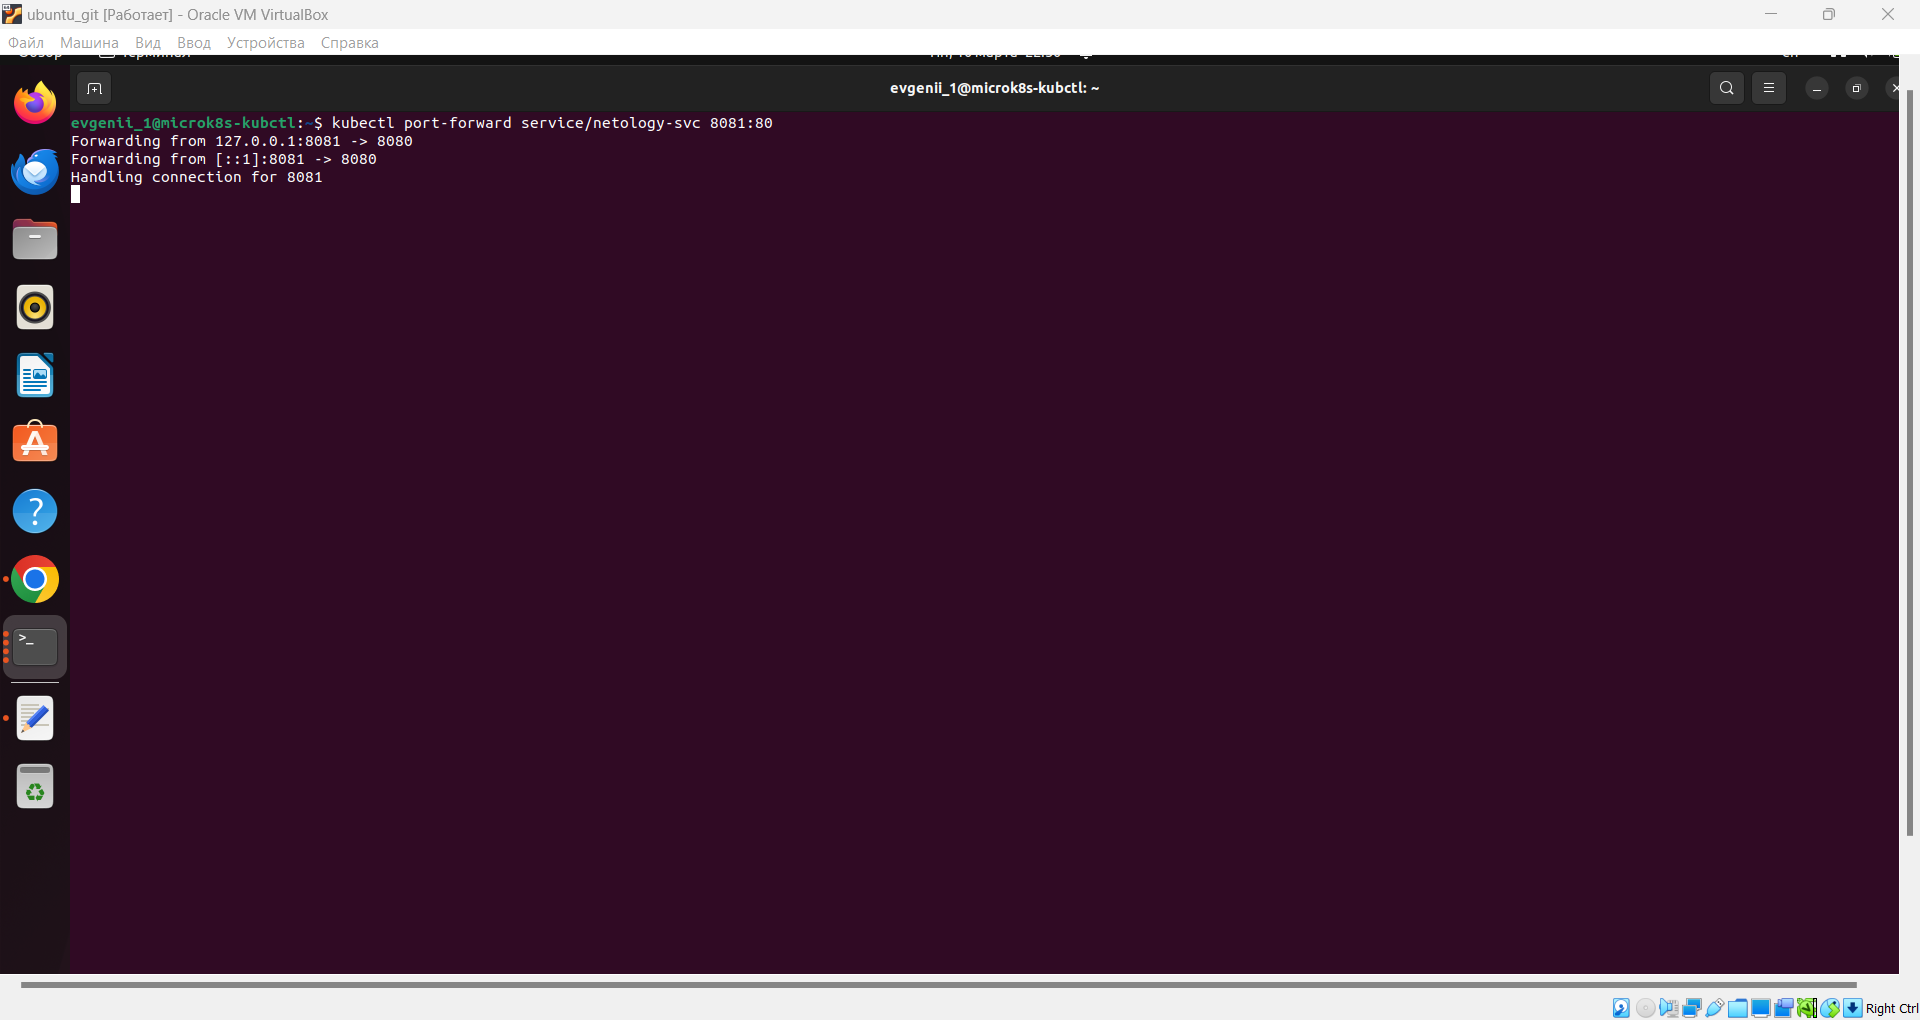 ubuntu_git [Работает] - Oracle VM VirtualBox
Файл Машина Вид Ввод Устройства Справка
evgenii_1@microk8s-kubctl: ~
evgenii_1@microk8s-kubctl:~$ kubectl port-forward service/netology-svc 8081:80
Forwarding from 127.0.0.1:8081 -> 8080
Forwarding from [::1]:8081 -> 8080
Handling connection for 8081
Right Ctrl